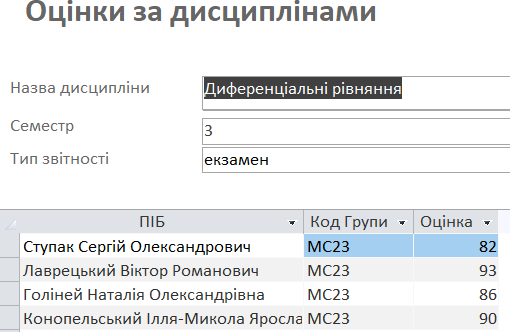 Оцінки за дисциплінами
Назва дисципліни Диференціальні рівняння
Семестр 3
Тип звітності екзамен
ПІБ Код Групи Оцінка
Ступак Сергій Олександрович МС23 82
Лаврецький Віктор Романович МС23 93
Голіней Наталія Олександрівна МС23 86
Конопельський Ілля-Микола Яросла МС23 90